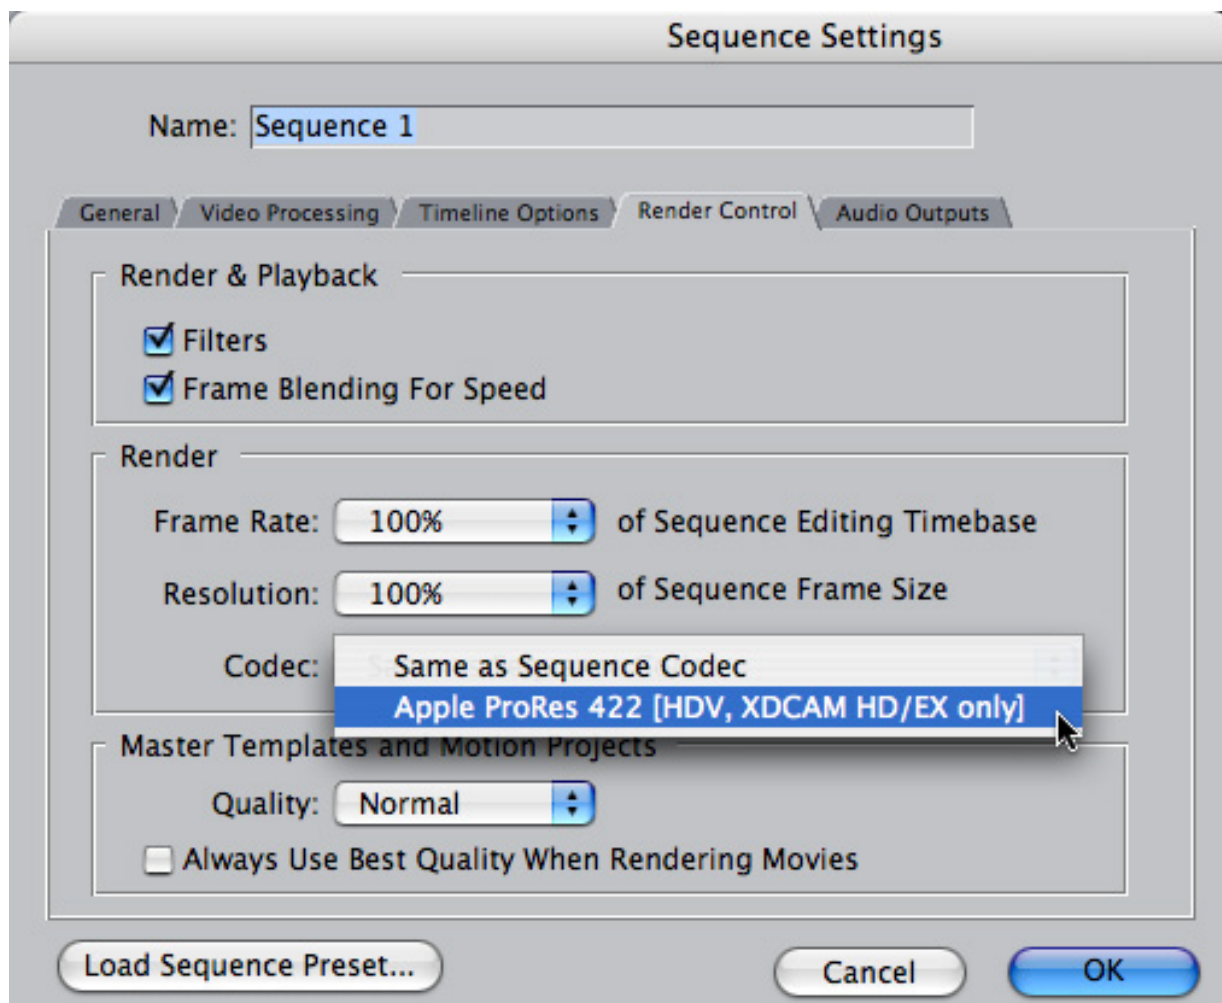 Sequence Settings
Name: Sequence 1
General Video Processing Timeline Options Render Control Audio Outputs
Render & Playback
Filters
Frame Blending For Speed
Render
Frame Rate: 100% of Sequence Editing Timebase
Resolution: 100% of Sequence Frame Size
Codec: Same as Sequence Codec
Apple ProRes 422 [HDV, XDCAM HD/EX only]
Master Templates and Motion Projects
Quality: Normal
Always Use Best Quality When Rendering Movies
Load Sequence Preset... Cancel OK